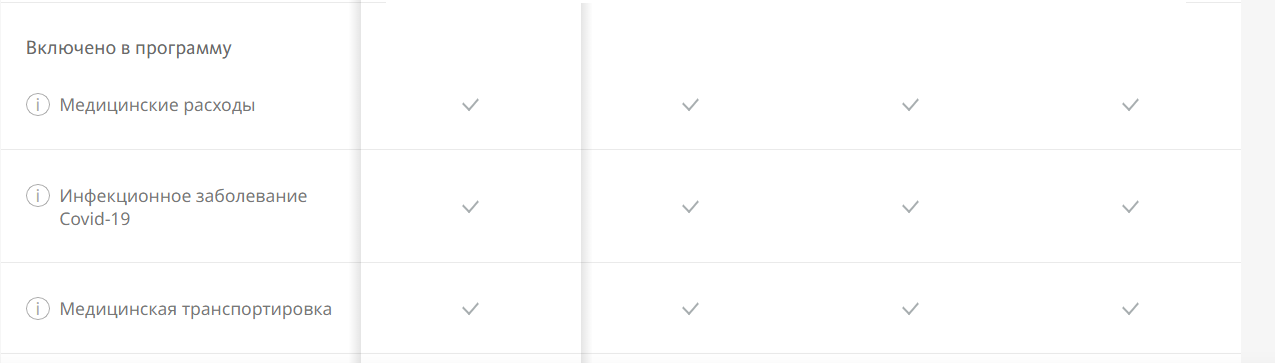 Включено в программу
Медицинские расходы
Инфекционное заболевание
Covid-19
Медицинская транспортировка